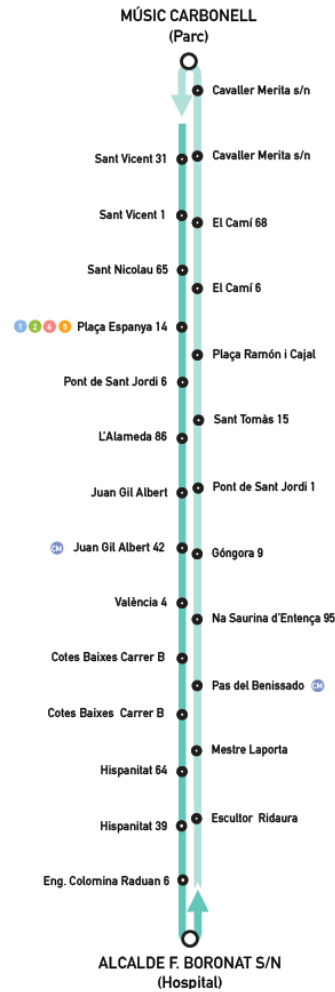 MÚSIC CARBONELL
(Parc)
Cavaller Merita s/n
Sant Vicent 31
Cavaller Merita s/n
Sant Vicent 1
El Camí 68
Sant Nicolau 65
El Camí 6
1 2 4 5 Plaça Espanya 14
Plaça Ramón i Cajal
Pont de Sant Jordi 6
Sant Tomàs 15
L'Alameda 86
Pont de Sant Jordi 1
Juan Gil Albert
CM Juan Gil Albert 42
Góngora 9
València 4
Na Saurina d'Entença 95
Cotes Baixes Carrer B
Pas del Benissado CM
Cotes Baixes Carrer B
Mestre Laporta
Hispanitat 64
Escultor Ridaura
Hispanitat 39
Eng. Colomina Raduan 6
ALCALDE F. BORONAT S/N
(Hospital)